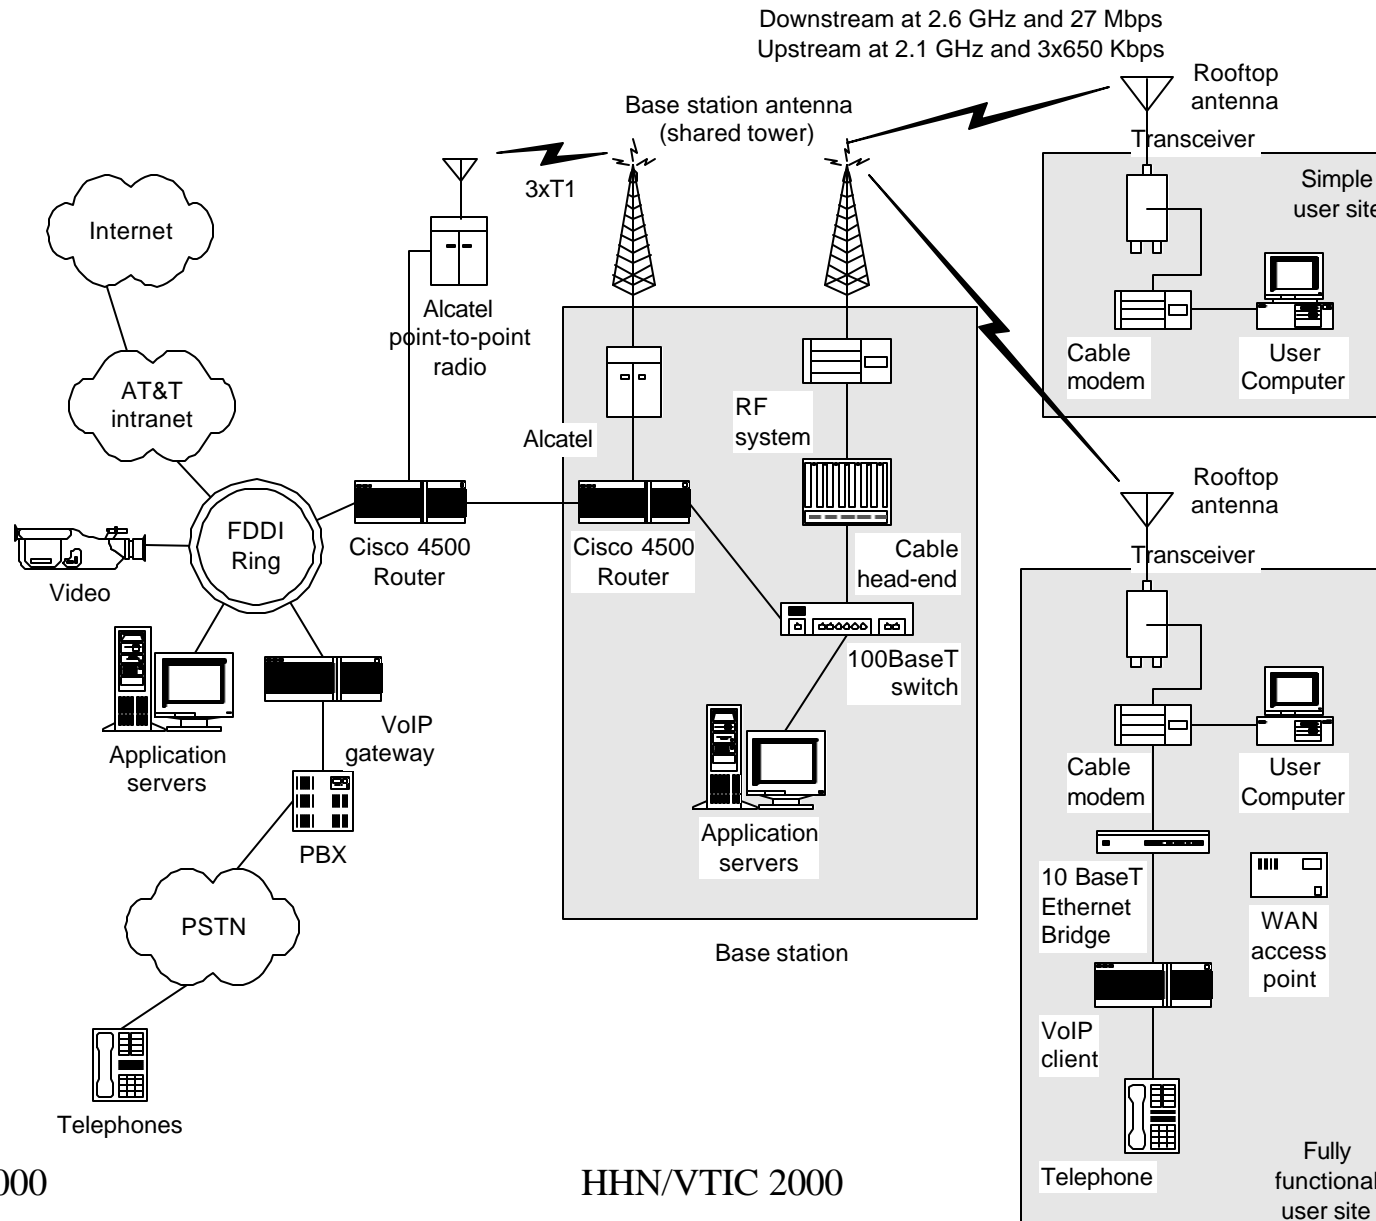 Downstream at 2.6 GHz and 27 Mbps
Upstream at 2.1 GHz and 3x650 Kbps
Rooftop
antenna
Base station antenna
(shared tower)
Transceiver
3xT1
Simple
user site
Internet
Alcatel
point-to-point
radio
Cable
modem
User
Computer
AT&T
intranet
RF
system
Alcatel
Rooftop
antenna
FDDI
Ring
Cisco 4500
Router
Cisco 4500
Router
Cable
head-end
Transceiver
Video
100BaseT
switch
VoIP
gateway
Application
servers
Cable
modem
User
Computer
Application
servers
PBX
10 BaseT
Ethernet
Bridge
WAN
access
point
PSTN
Base station
VoIP
client
Telephones
Telephone
Fully
functional
user site
000
HHN/VTIC 2000